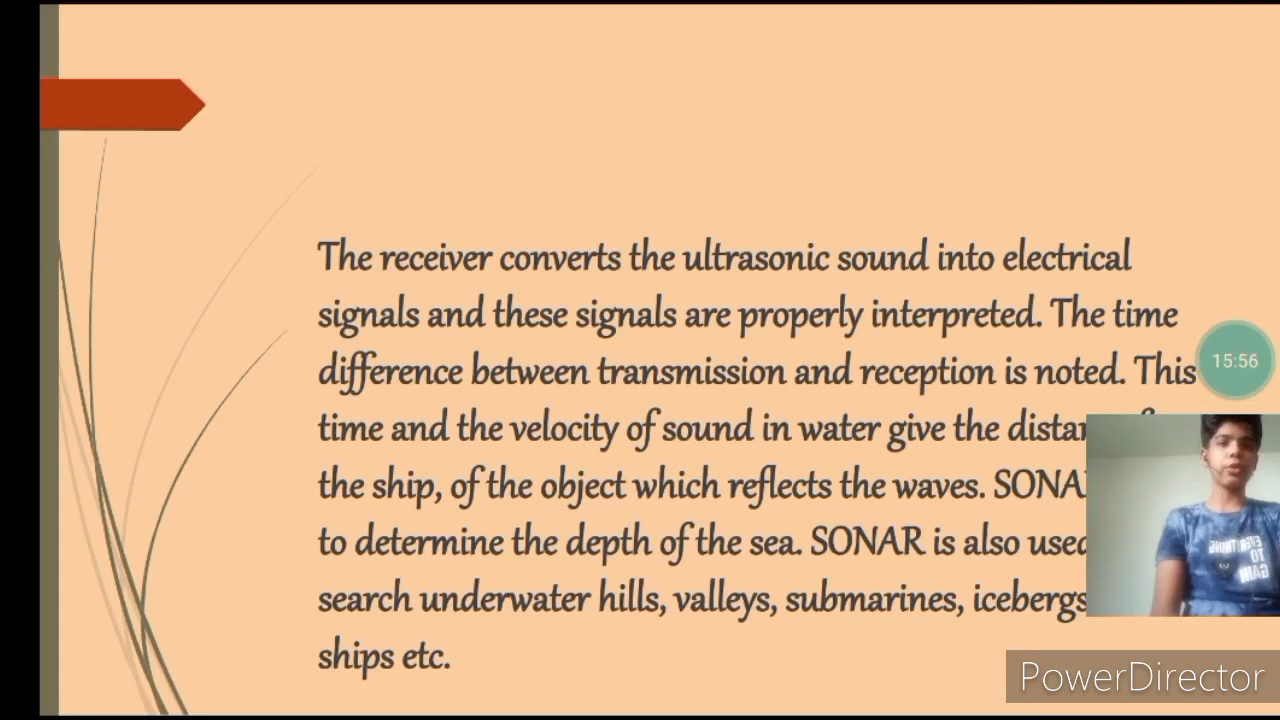 The receiver converts the ultrasonic sound into electrical
signals and these signals are properly interpreted. The time
difference between transmission and reception is noted. This
time and the velocity of sound in water give the
the ship, of the object which reflects the waves.
to determine the depth of the sea. SONAR is also
search underwater hills, valleys, submarines, icebergs
ships etc.
15:56
TO
GAIN
PowerDirector